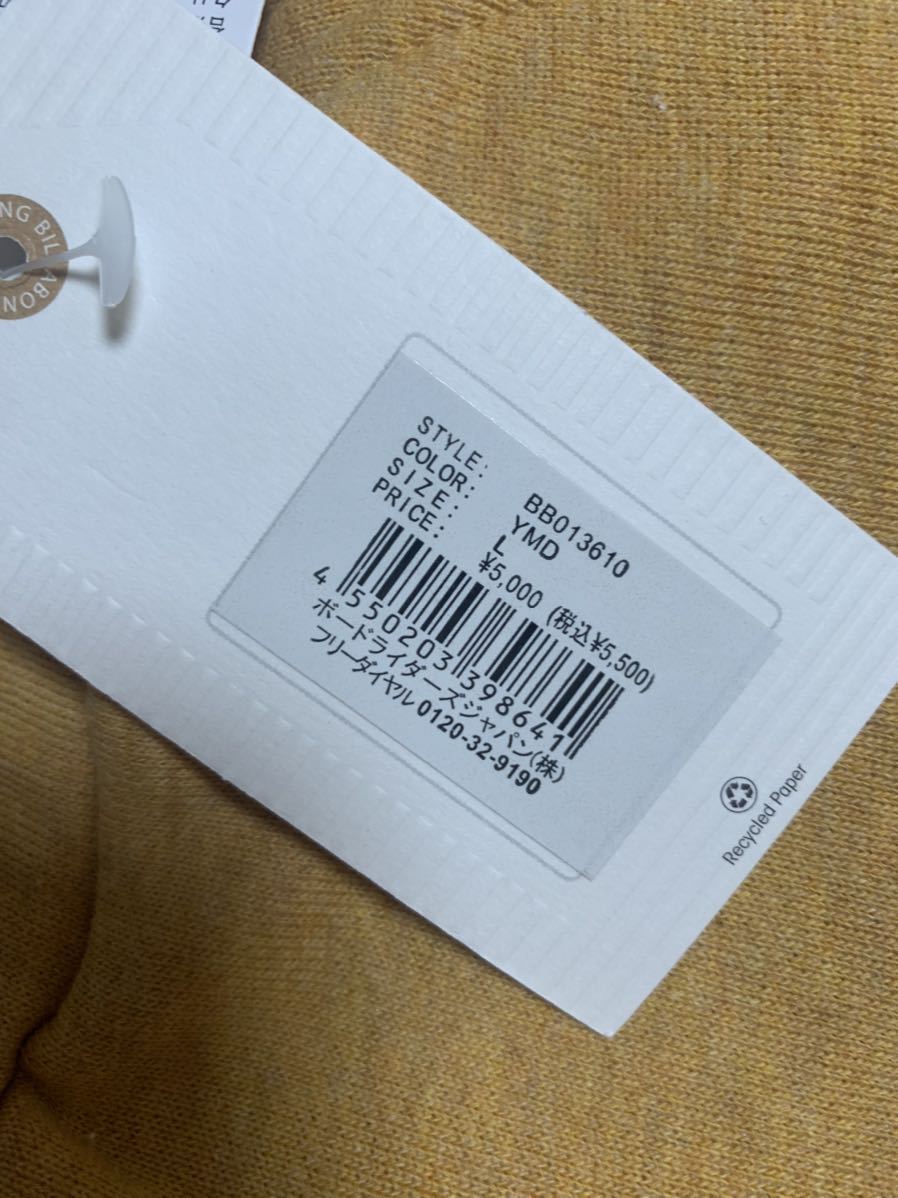 NG BILLABON
STYLE: BB013610
COLOR: YMD
SIZE: L
PRICE: ¥5,000 (税込¥5,500)
4 550203 398641
ボードライダーズジャパン(株)
フリーダイヤル 0120-32-9190
Recycled Paper